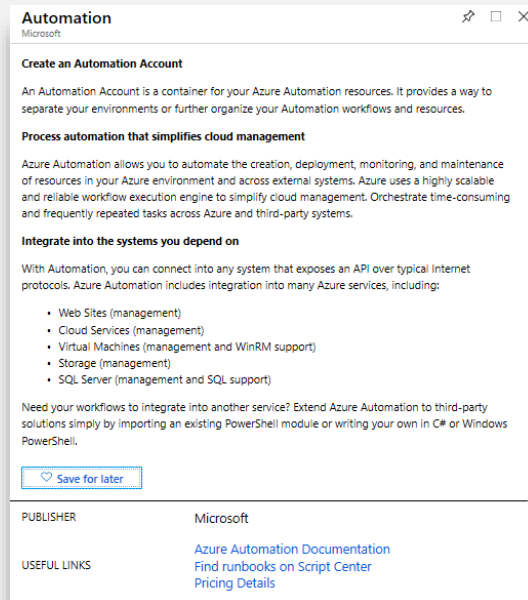 Automation
Microsoft
Create an Automation Account
An Automation Account is a container for your Azure Automation resources. It provides a way to
separate your environments or further organize your Automation workflows and resources.
Process automation that simplifies cloud management
Azure Automation allows you to automate the creation, deployment, monitoring, and maintenance
of resources in your Azure environment and across external systems. Azure uses a highly scalable
and reliable workflow execution engine to simplify cloud management. Orchestrate time-consuming
and frequently repeated tasks across Azure and third-party systems.
Integrate into the systems you depend on
With Automation, you can connect into any system that exposes an API over typical Internet
protocols. Azure Automation includes integration into many Azure services, including:
• Web Sites (management)
• Cloud Services (management)
• Virtual Machines (management and WinRM support)
• Storage (management)
• SQL Server (management and SQL support)
Need your workflows to integrate into another service? Extend Azure Automation to third-party
solutions simply by importing an existing PowerShell module or writing your own in C# or Windows
PowerShell.
Save for later
PUBLISHER Microsoft
USEFUL LINKS
Azure Automation Documentation
Find runbooks on Script Center
Pricing Details